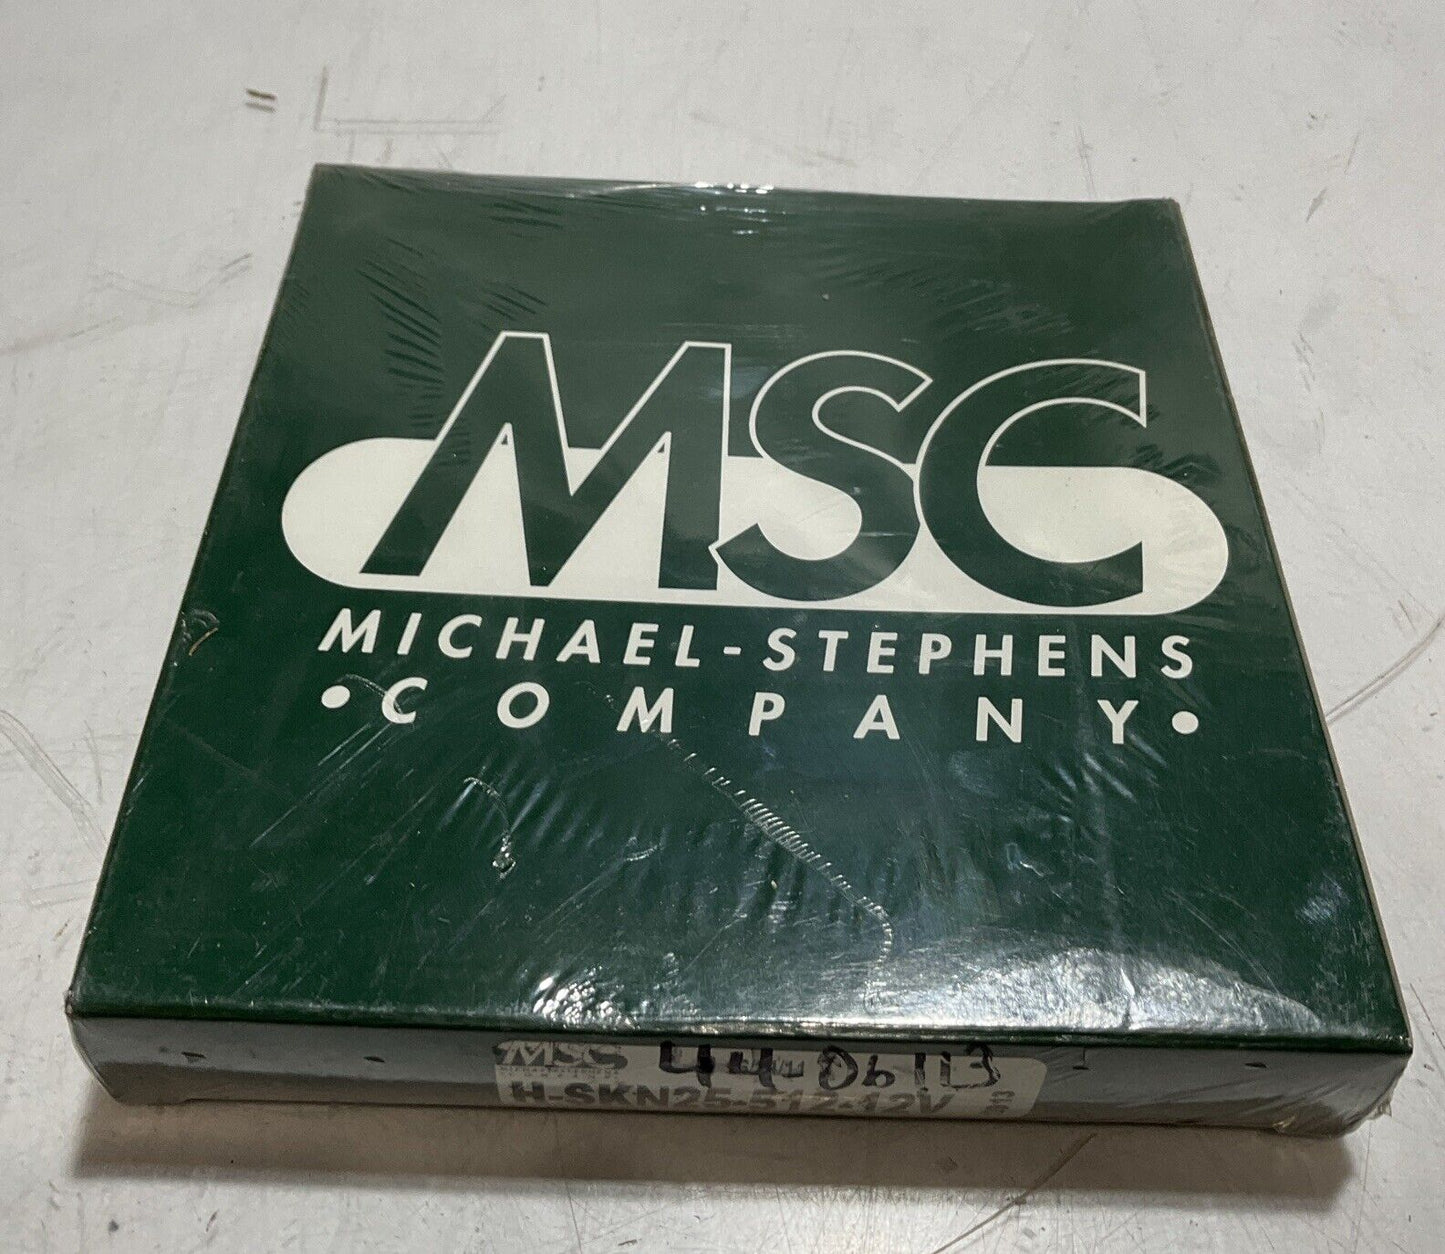 MSC
MICHAEL-STEPHENS
• COMPANY •
MSC 44-06113
H-SKN25-512-12V